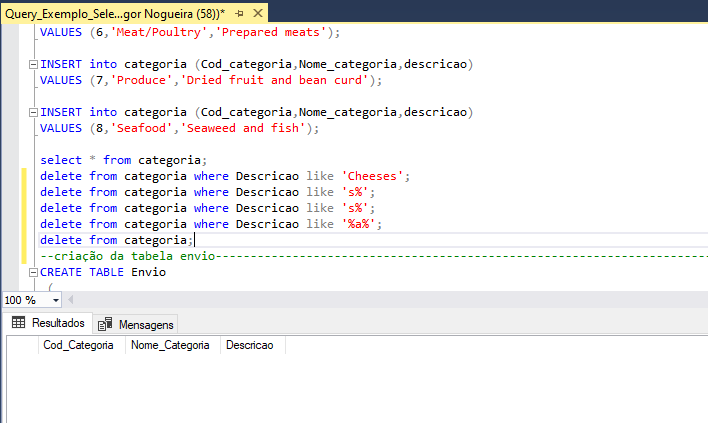 Query_Exemplo_Sele...gor Nogueira (58))*
VALUES (6,'Meat/Poultry','Prepared meats');
INSERT into categoria (Cod_categoria,Nome_categoria,descricao)
VALUES (7,'Produce','Dried fruit and bean curd');
INSERT into categoria (Cod_categoria,Nome_categoria,descricao)
VALUES (8,'Seafood','Seaweed and fish');
select * from categoria;
delete from categoria where Descricao like 'Cheeses';
delete from categoria where Descricao like 's%';
delete from categoria where Descricao like 's%';
delete from categoria where Descricao like '%a%';
delete from categoria;
--criação da tabela envio-----------------------------------------------------------------------
CREATE TABLE Envio
(
100 %
Resultados Mensagens
Cod_Categoria Nome_Categoria Descricao